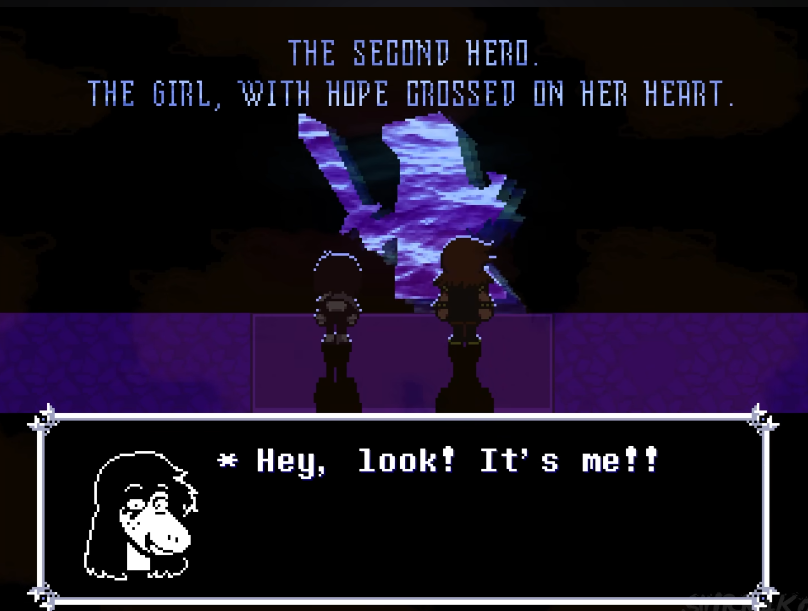 THE SECOND HERO.
THE GIRL, WITH HOPE CROSSED ON HER HEART.
* Hey, look! It's me!!